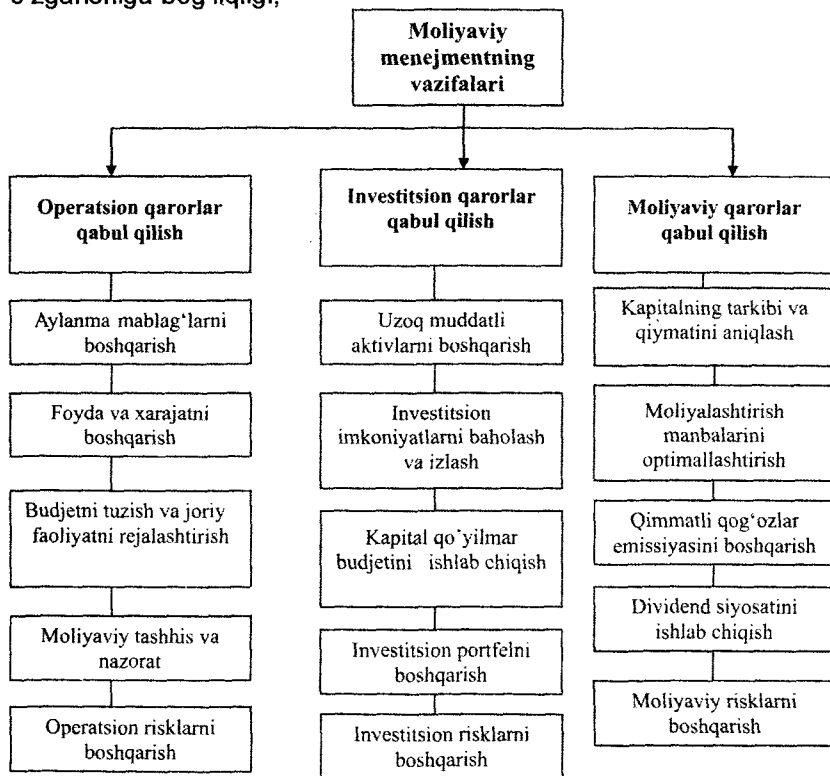 Moliyaviy
menejmentning
vazifalari
Operatsion qarorlar
qabul qilish
Aylanma mablag‘larni
boshqarish
Foyda va xarajatni
boshqarish
Budjetni tuzish va joriy
faoliyatni rejalashtirish
Moliyaviy tashhis va
nazorat
Operatsion risklarni
boshqarish
Investitsion qarorlar
qabul qilish
Uzoq muddatli
aktivlarni boshqarish
Investitsion
imkoniyatlarni baholash
va izlash
Kapital qo‘yilmar
budjetini ishlab chiqish
Investitsion portfelni
boshqarish
Investitsion risklarni
boshqarish
Moliyaviy qarorlar
qabul qilish
Kapitalning tarkibi va
qiymatini aniqlash
Moliyalashtirish
manbalarini
optimallashtirish
Qimmatli qog‘ozlar
emissiyasini boshqarish
Dividend siyosatini
ishlab chiqish
Moliyaviy risklarni
boshqarish